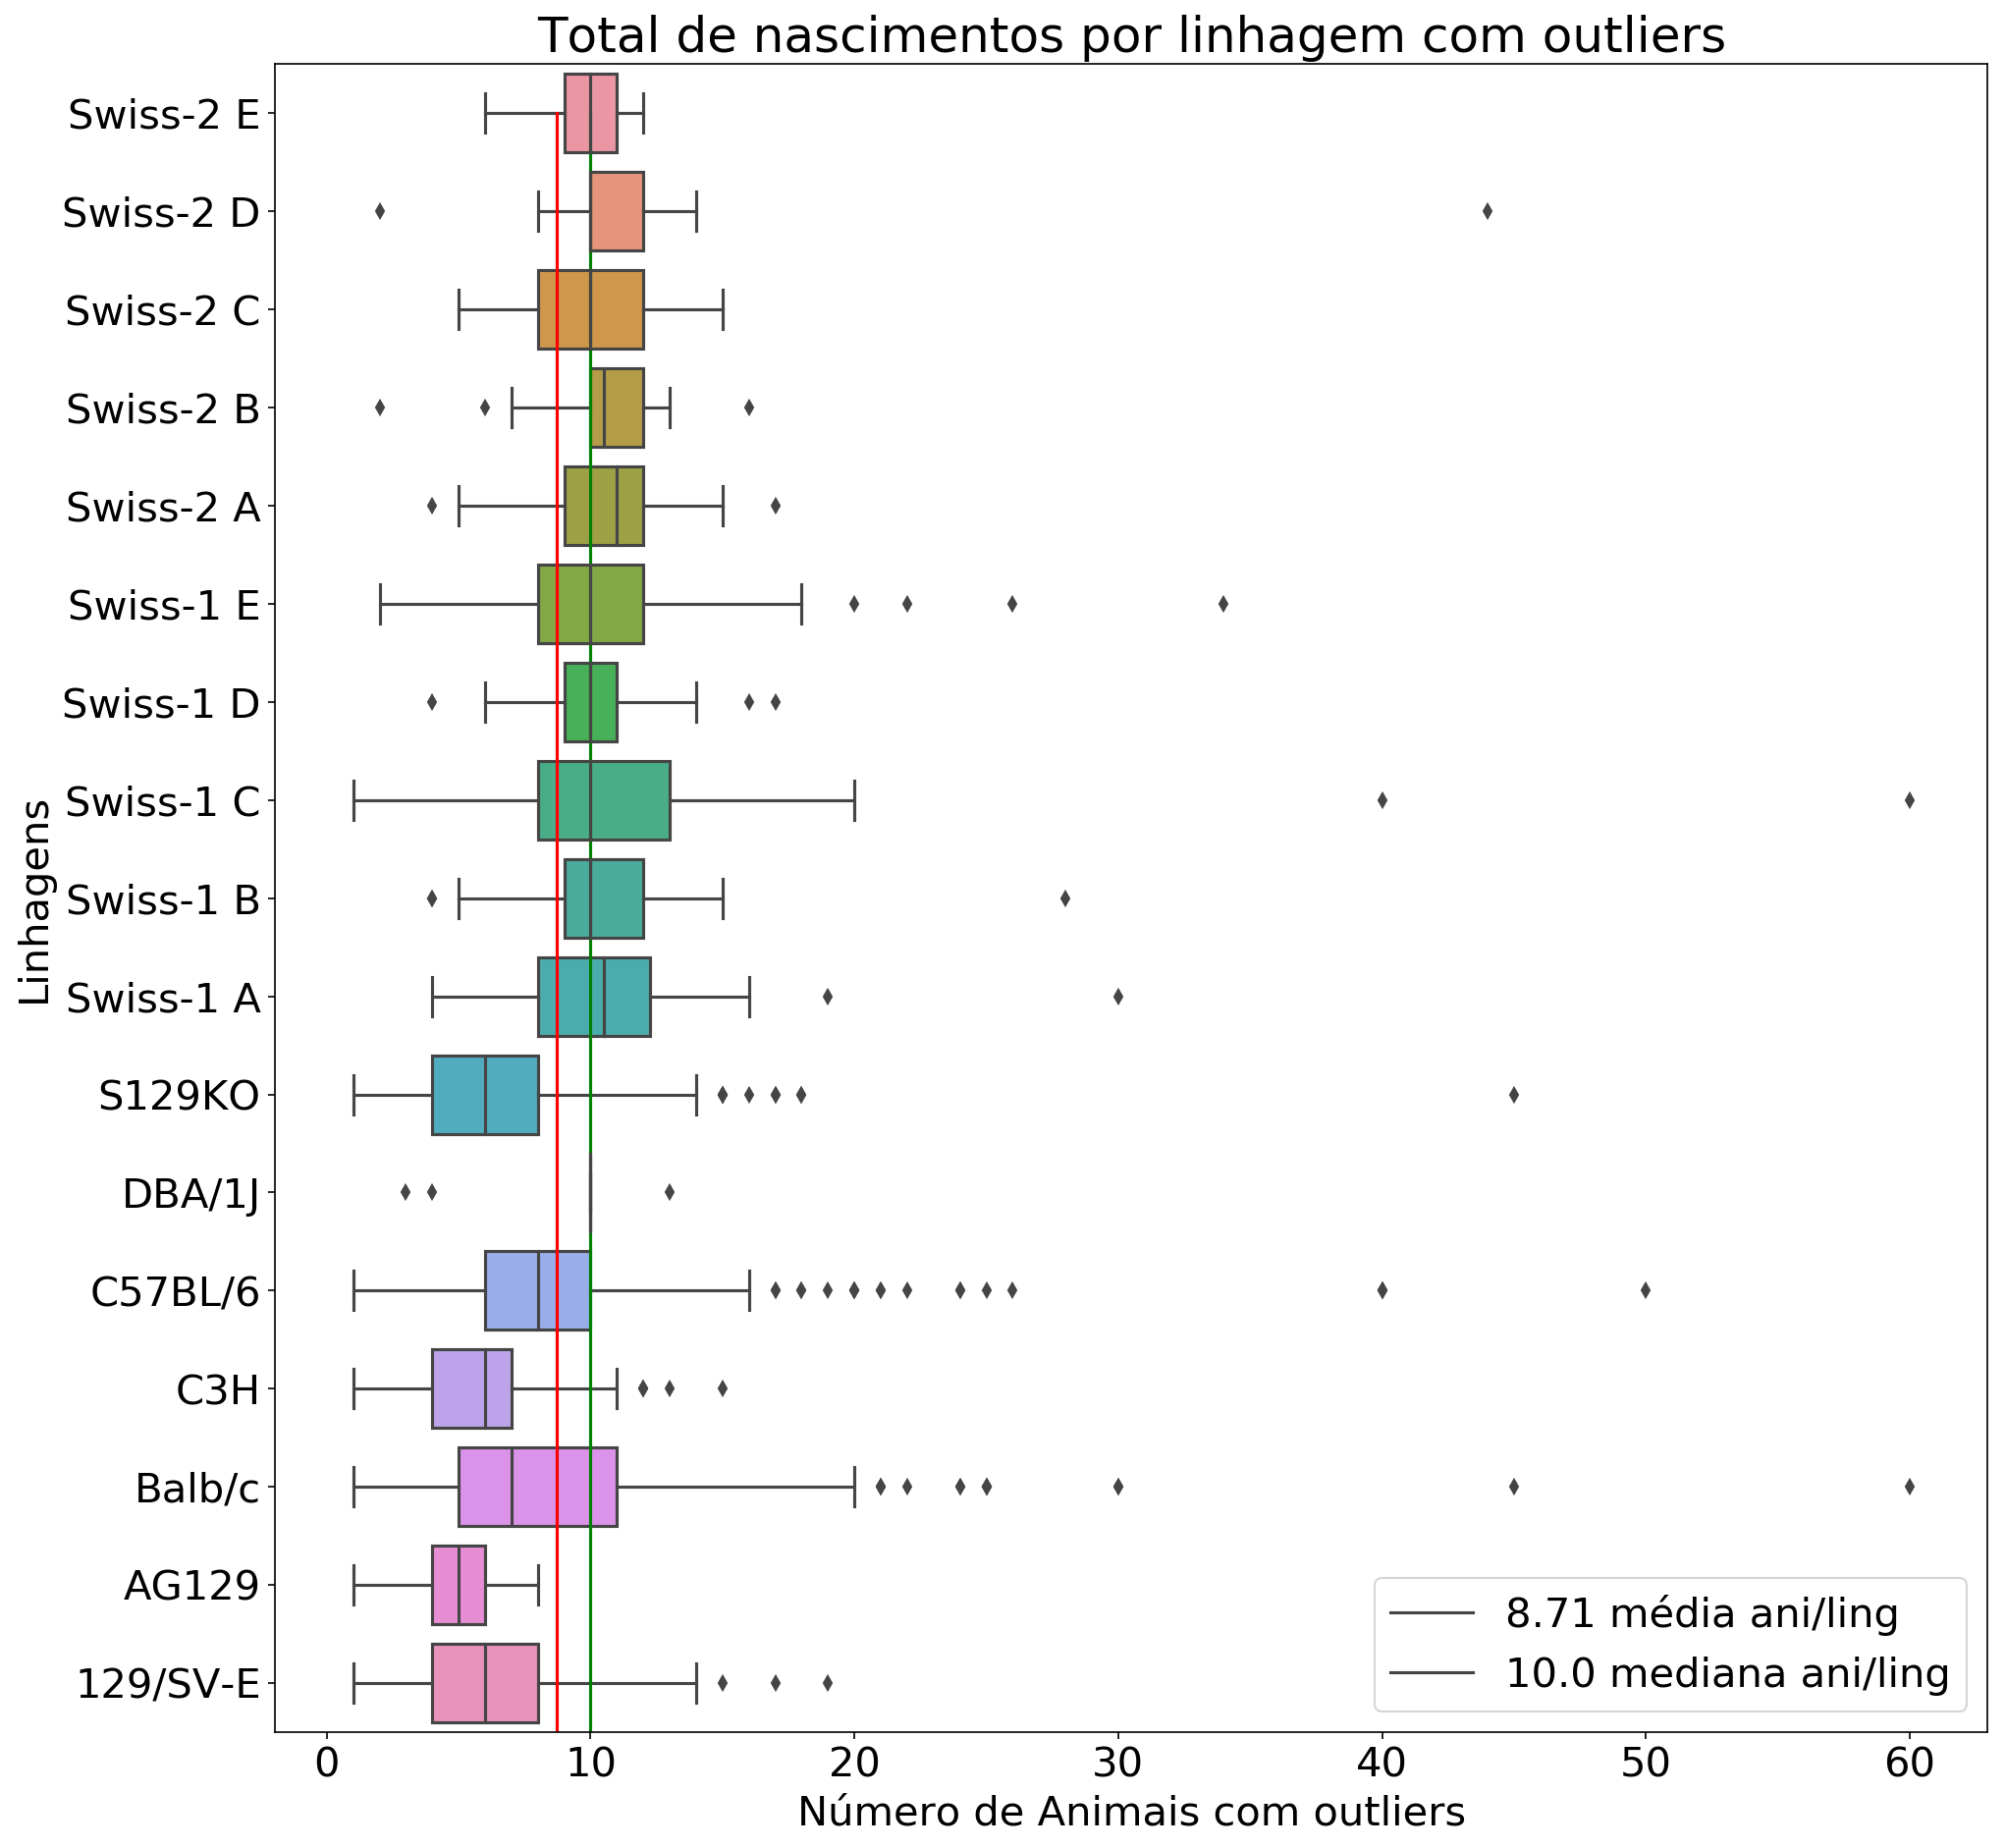 Total de nascimentos por linhagem com outliers
Linhagens
Swiss-2 E
Swiss-2 D
Swiss-2 C
Swiss-2 B
Swiss-2 A
Swiss-1 E
Swiss-1 D
Swiss-1 C
Swiss-1 B
Swiss-1 A
S129KO
DBA/1J
C57BL/6
C3H
Balb/c
AG129
129/SV-E
8.71 média ani/ling
10.0 mediana ani/ling
0 10 20 30 40 50 60
Número de Animais com outliers